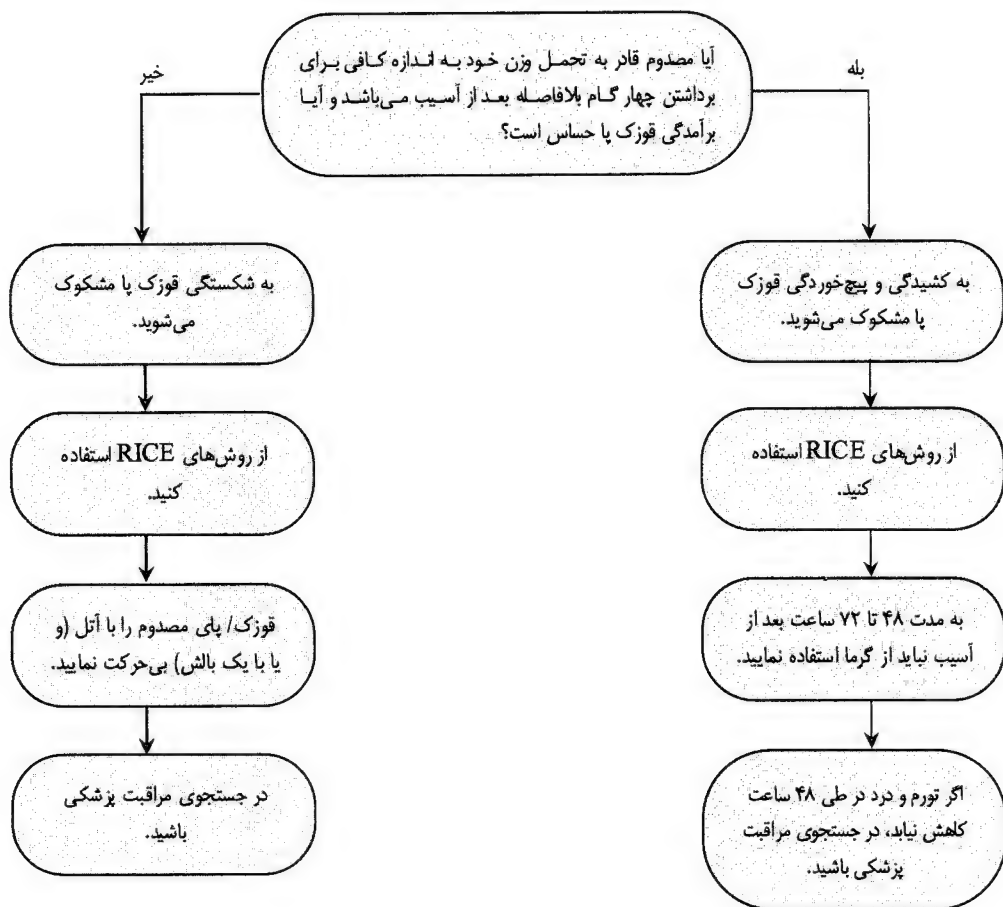 آیا مصدوم قادر به تحمل وزن خود به اندازه کافی برای
برداشتن چهار گام بلافاصله بعد از آسیب می‌باشد و آیا
برآمدگی قوزک پا حساس است؟
بله
خیر
به کشیدگی و پیچ‌خوردگی قوزک
پا مشکوک می‌شوید.
از روش‌های RICE استفاده
کنید.
به مدت ۴۸ تا ۷۲ ساعت بعد از
آسیب نباید از گرما استفاده نمایید.
اگر تورم و درد در طی ۴۸ ساعت
کاهش نیابد، در جستجوی مراقبت
پزشکی باشید.
به شکستگی قوزک پا مشکوک
می‌شوید.
از روش‌های RICE استفاده
کنید.
قوزک/ پای مصدوم را با آتل (و
یا با یک بالش) بی‌حرکت نمایید.
در جستجوی مراقبت پزشکی
باشید.